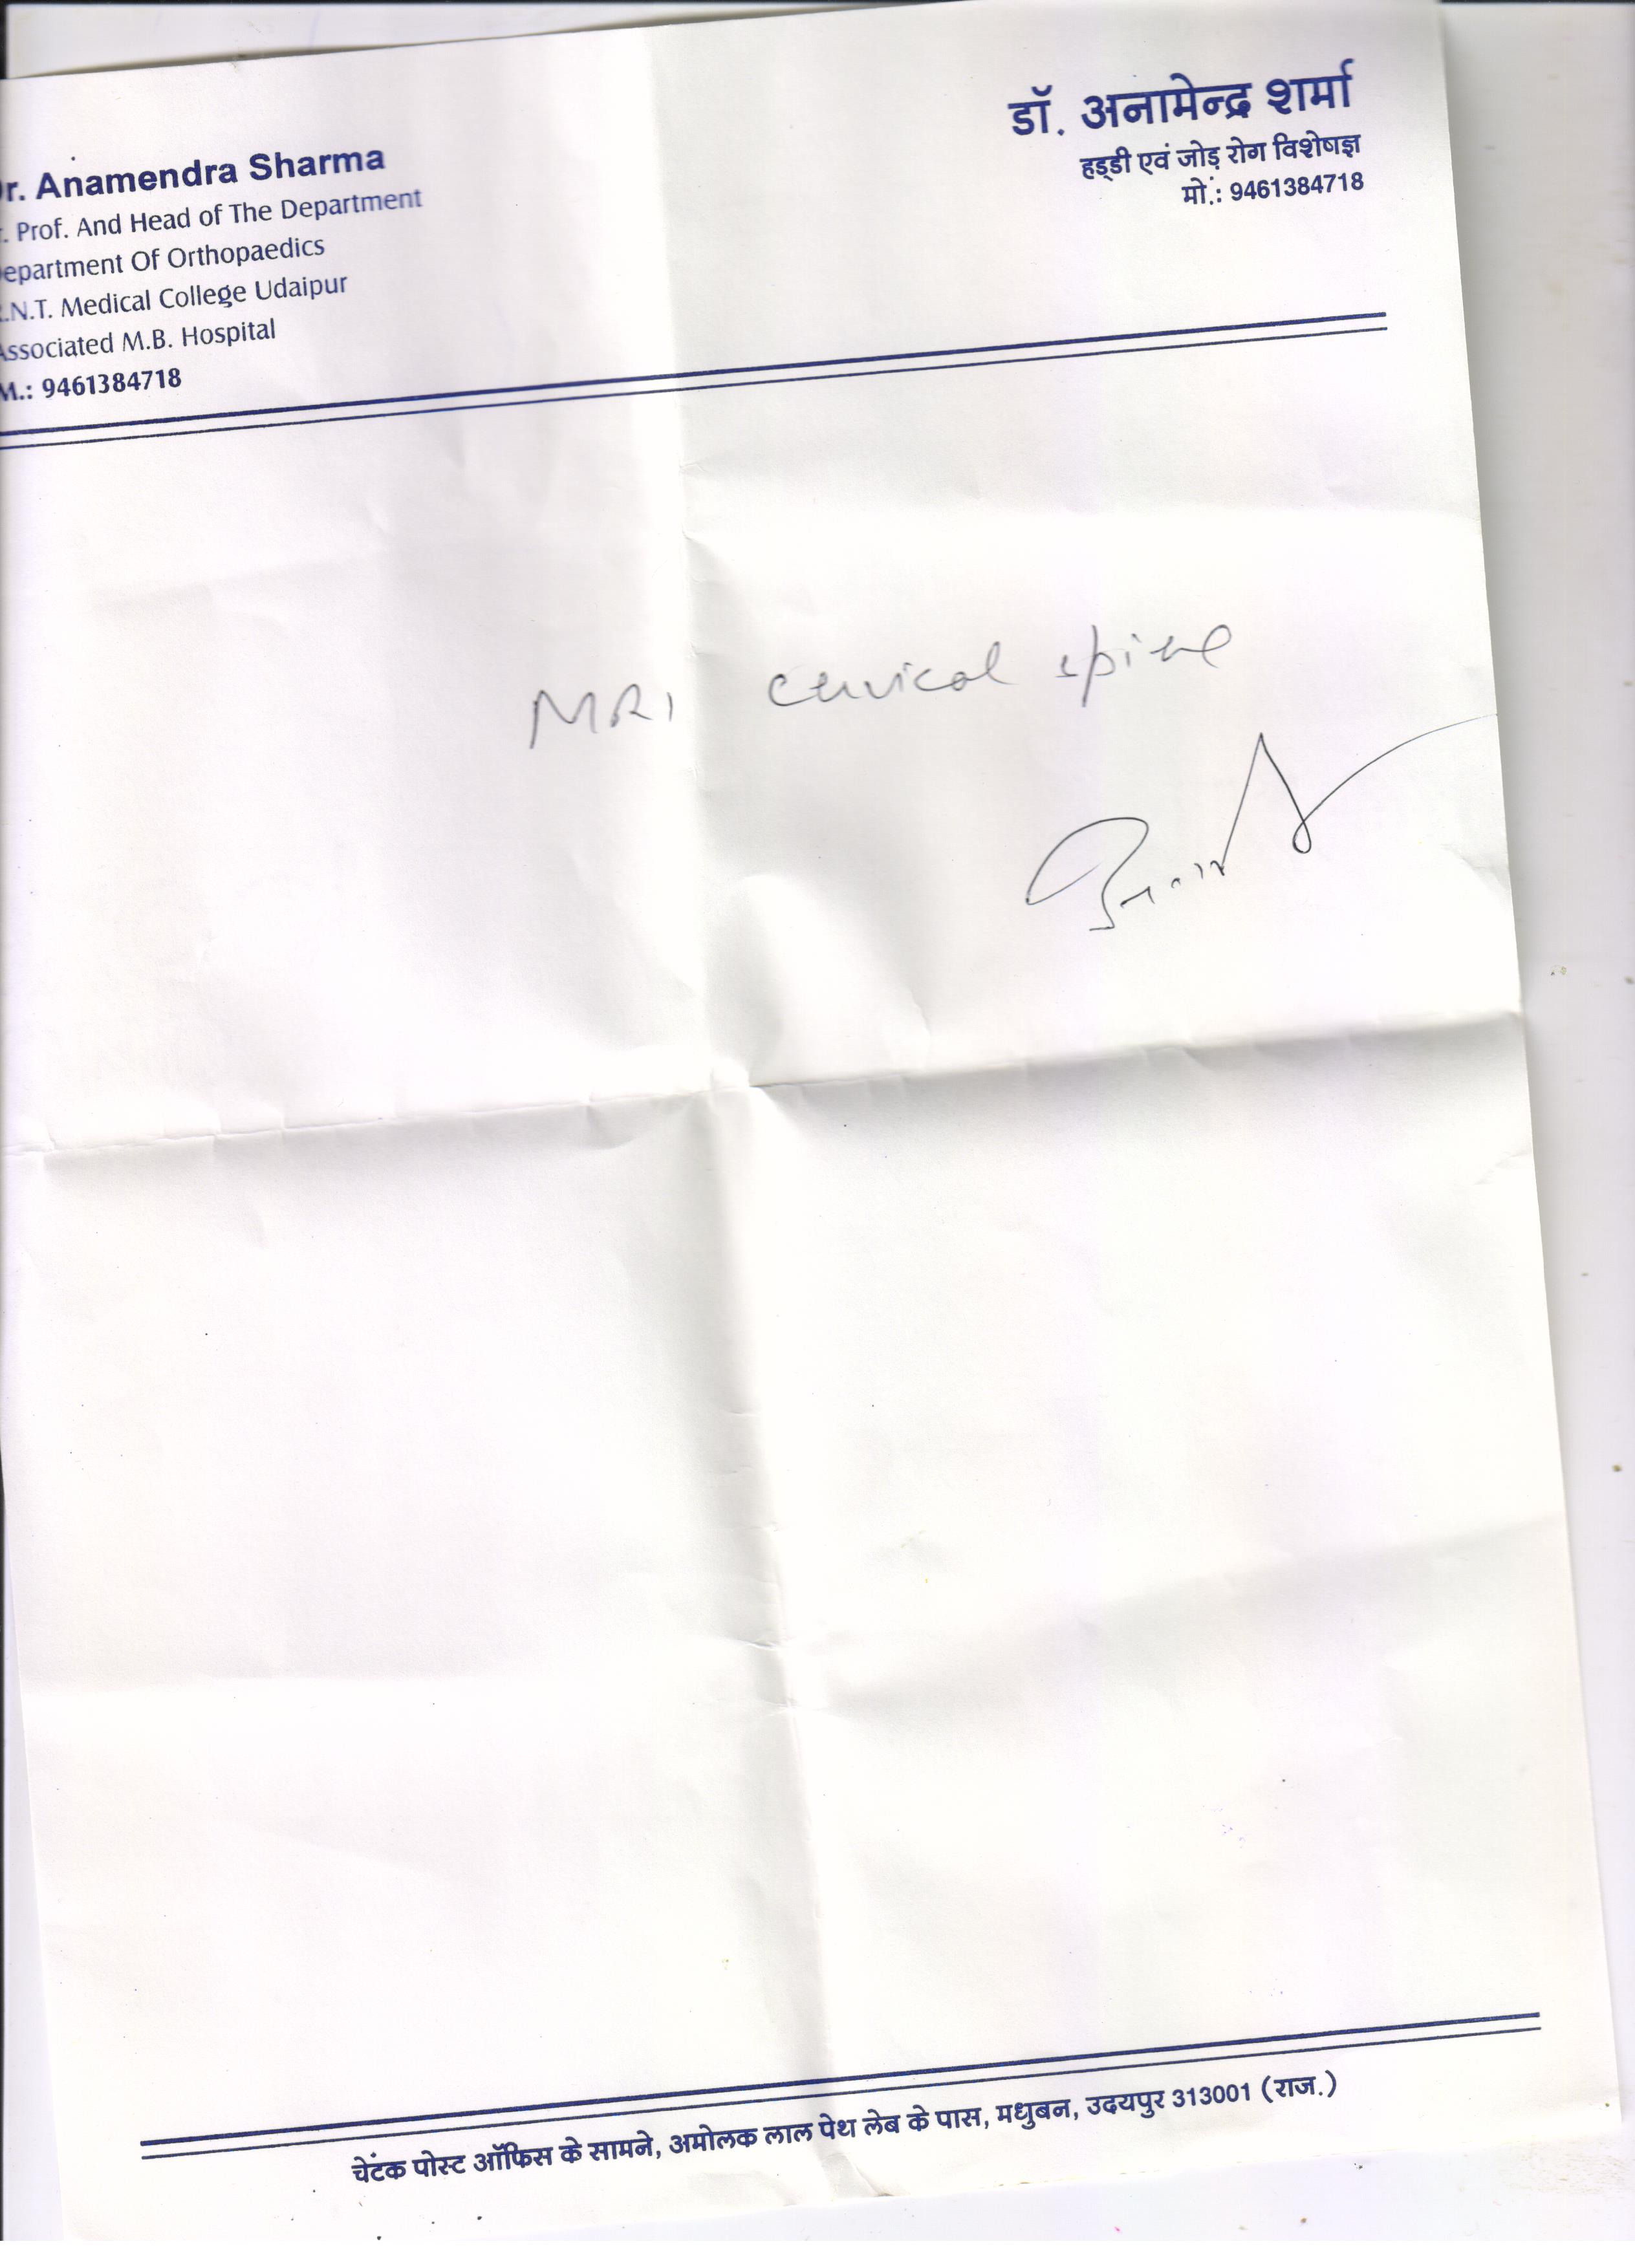 r. Anamendra Sharma
. Prof. And Head of The Department
epartment Of Orthopaedics
.N.T. Medical College Udaipur
Associated M.B. Hospital
M.: 9461384718
डॉ. अनामेन्द्र शर्मा
हड्डी एवं जोड़ रोग विशेषज्ञ
मो.: 9461384718
MRI cervical spine
चेटक पोस्ट ऑफिस के सामने, अमोलक लाल पेथ लेब के पास, मधुबन, उदयपुर 313001 (राज.)